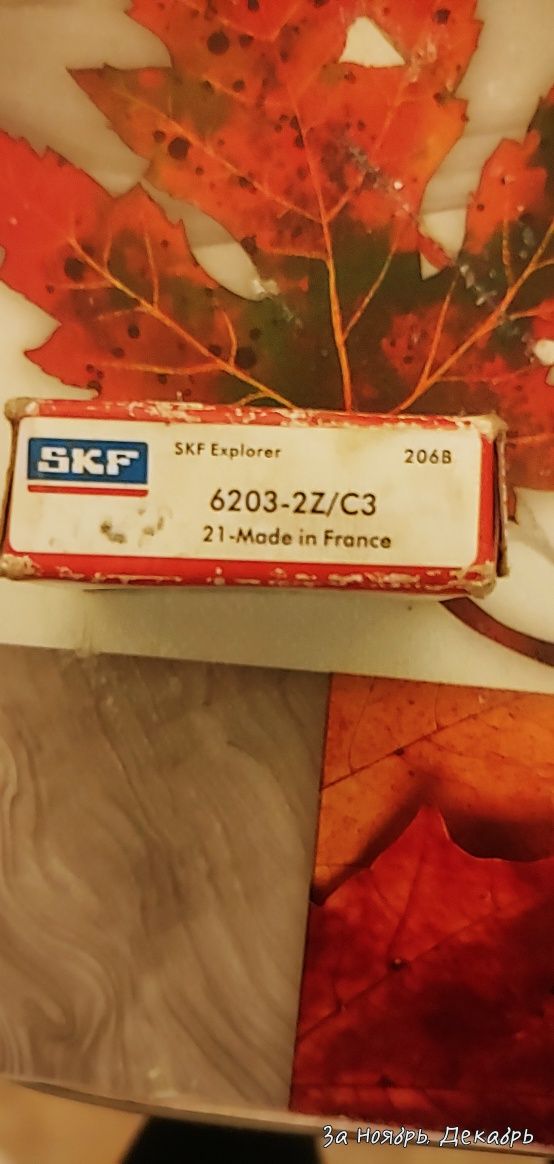 SKF
SKF Explorer
206B
6203-2Z/C3
21-Made in France
За Ноябрь, Декабрь